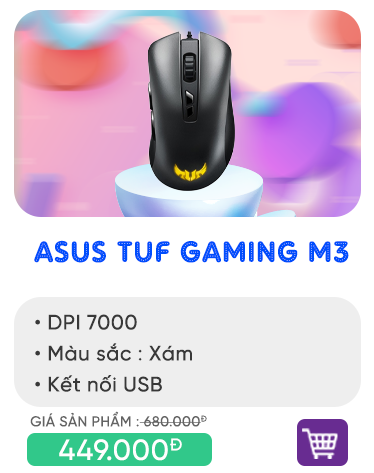 ASUS TUF GAMING M3
• DPI 7000
• Màu sắc : Xám
• Kết nối USB
GIÁ SẢN PHẨM : 680.000Đ
449.000Đ